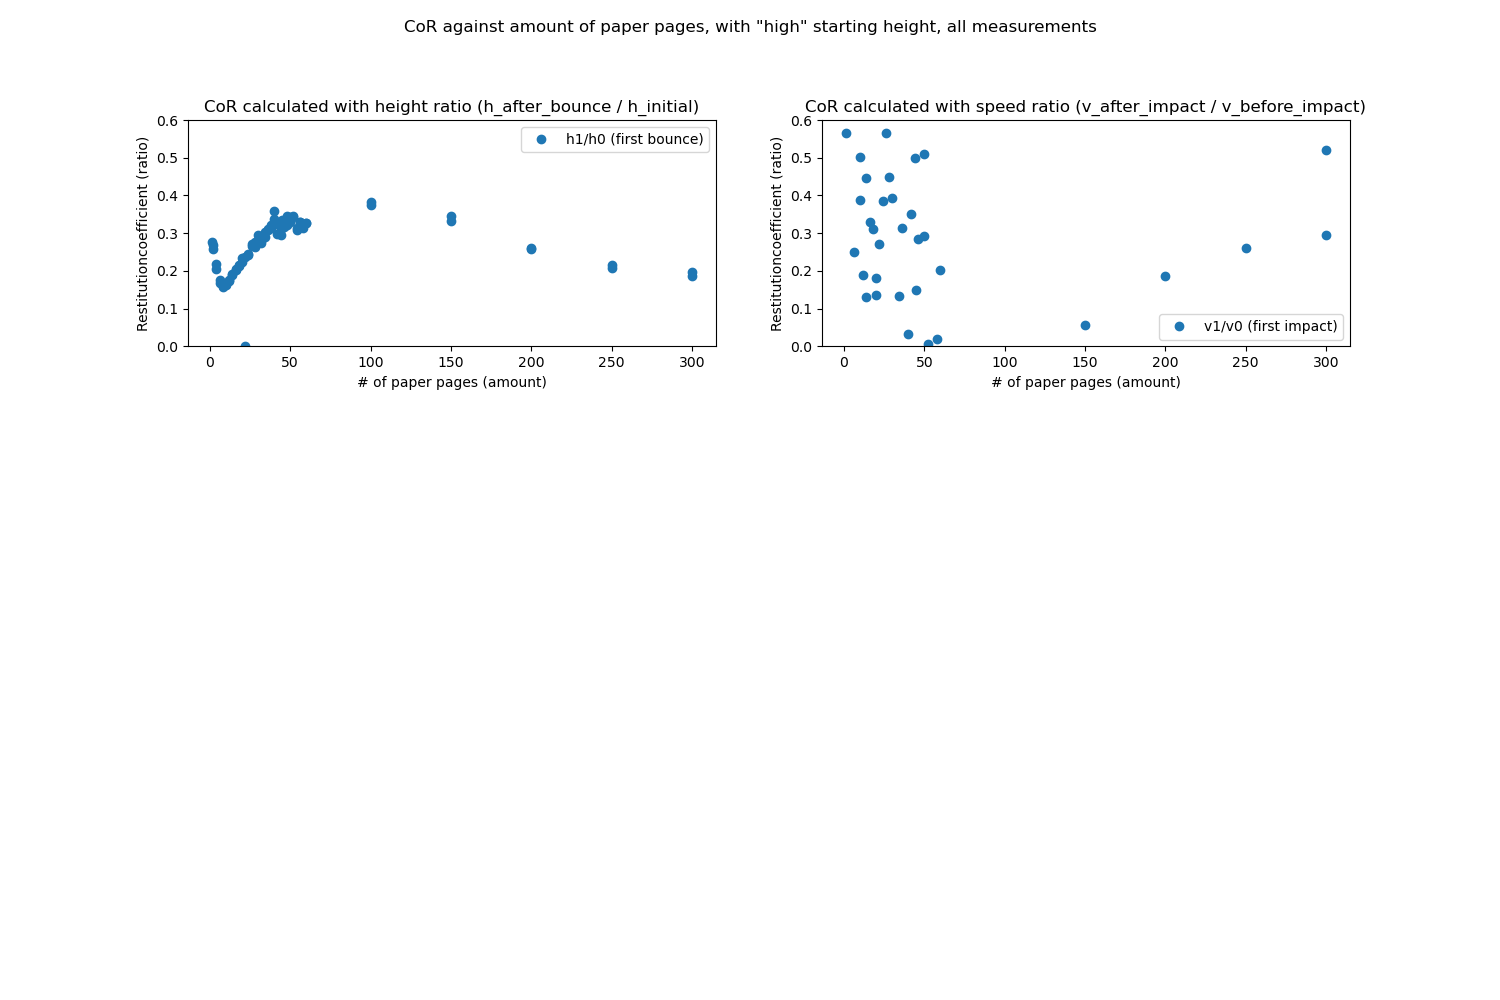 CoR against amount of paper pages, with "high" starting height, all measurements
CoR calculated with height ratio (h_after_bounce / h_initial)
Restitutioncoefficient (ratio)
0.6
0.5
0.4
0.3
0.2
0.1
0.0
h1/h0 (first bounce)
0 50 100 150 200 250 300
# of paper pages (amount)
CoR calculated with speed ratio (v_after_impact / v_before_impact)
Restitutioncoefficient (ratio)
0.6
0.5
0.4
0.3
0.2
0.1
0.0
v1/v0 (first impact)
0 50 100 150 200 250 300
# of paper pages (amount)